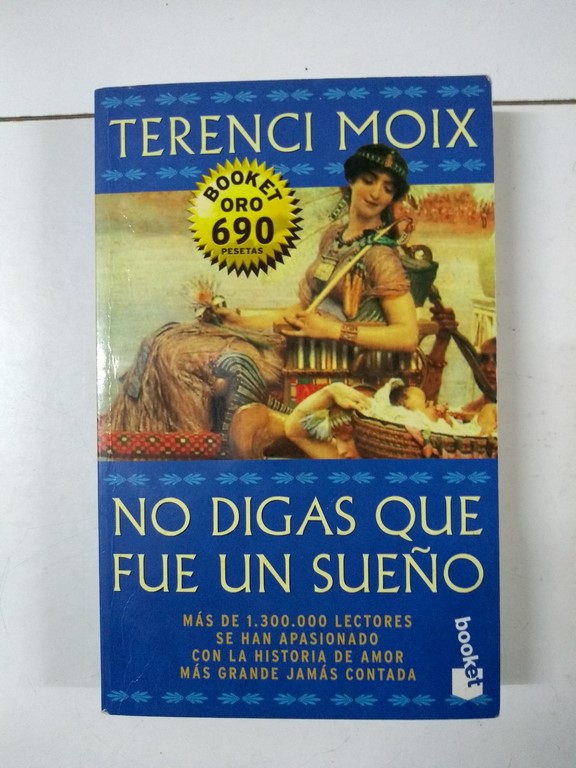 TERENCI MOIX
BOOKET
ORO
690
PESETAS
NO DIGAS QUE
FUE UN SUEÑO
MÁS DE 1.300.000 LECTORES
SE HAN APASIONADO
CON LA HISTORIA DE AMOR
MÁS GRANDE JAMÁS CONTADA
booket